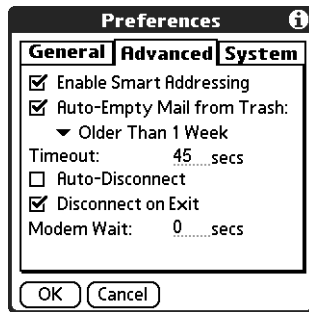 Preferences i
General Advanced System
Enable Smart Addressing
Auto-Empty Mail from Trash:
Older Than 1 Week
Timeout: 45 secs
Auto-Disconnect
Disconnect on Exit
Modem Wait: 0 secs
OK Cancel